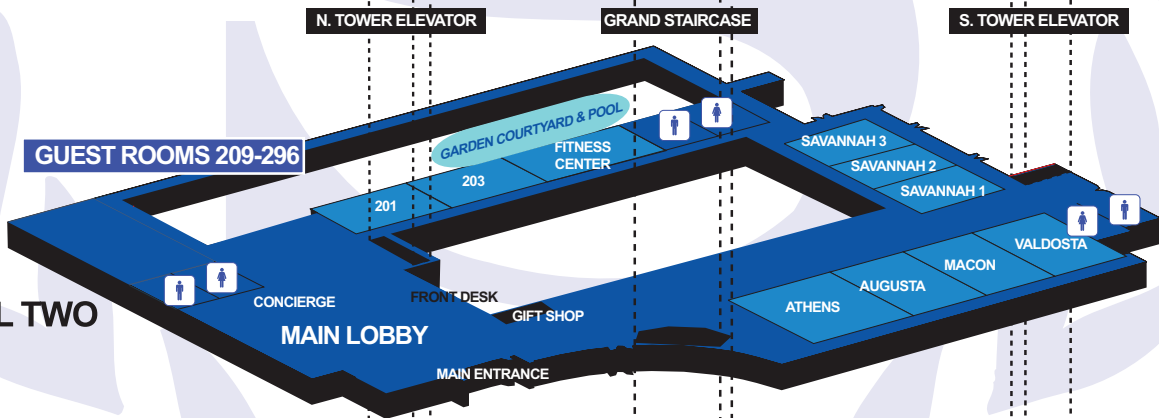 N. TOWER ELEVATOR
GRAND STAIRCASE
S. TOWER ELEVATOR
GARDEN COURTYARD & POOL
GUEST ROOMS 209-296
FITNESS
CENTER
203
201
SAVANNAH 3
SAVANNAH 2
SAVANNAH 1
VALDOSTA
MACON
AUGUSTA
ATHENS
CONCIERGE
FRONT DESK
GIFT SHOP
L TWO
MAIN LOBBY
MAIN ENTRANCE